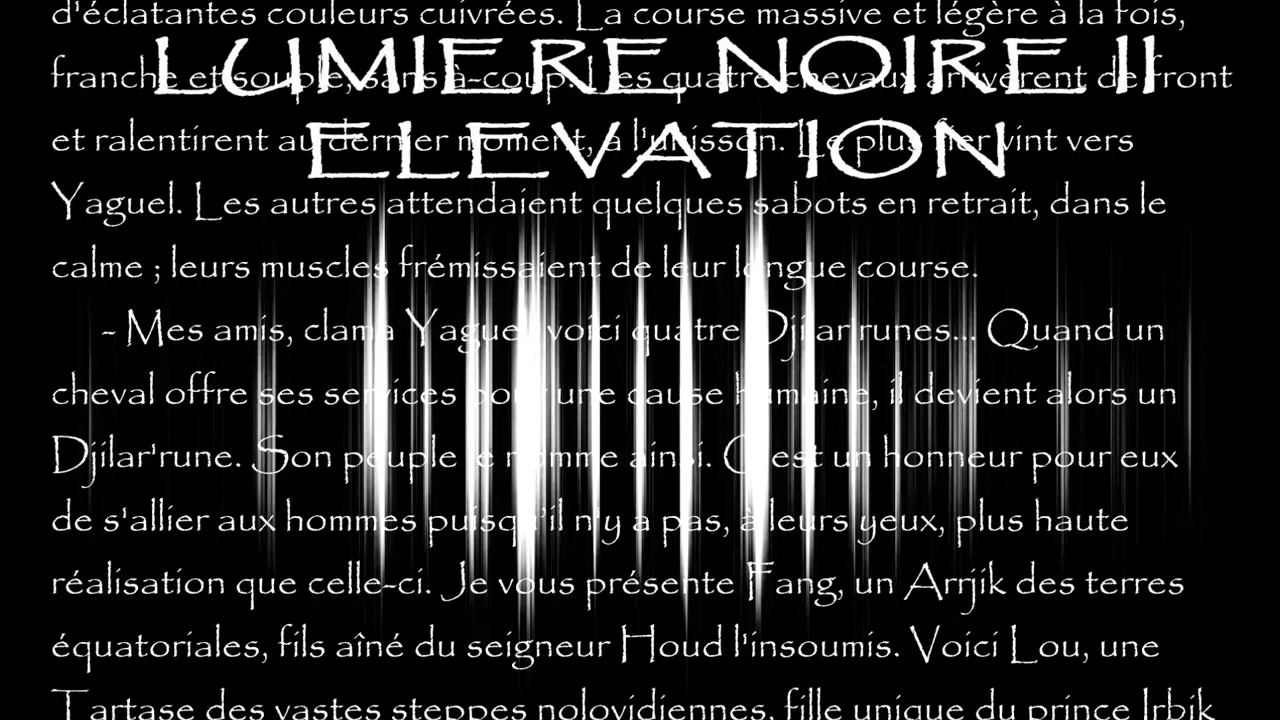 d'éclatantes couleurs cuivrées. La course massive et légère à la fois,
LUMIERE NOIRE II
franche et souple, sans à-coup. Les quatre chevaux arrivèrent de front
ELEVATION
et ralentirent au dernier moment, à l'unisson. Le plus fier vint vers
Yaguel. Les autres attendaient quelques sabots en retrait, dans le
calme ; leurs muscles frémissaient de leur longue course.
- Mes amis, clama Yaguel, voici quatre Djilar'runes... Quand un
cheval offre ses services pour une cause humaine, il devient alors un
Djilar'rune. Son peuple le nomme ainsi. C'est un honneur pour eux
de s'allier aux hommes puisqu'il n'y a pas, à leurs yeux, plus haute
réalisation que celle-ci. Je vous présente Fang, un Arrjik des terres
équatoriales, fils aîné du seigneur Houd l'insoumis. Voici Lou, une
Tartase des vastes steppes nolovidiennes, fille unique du prince Irbik